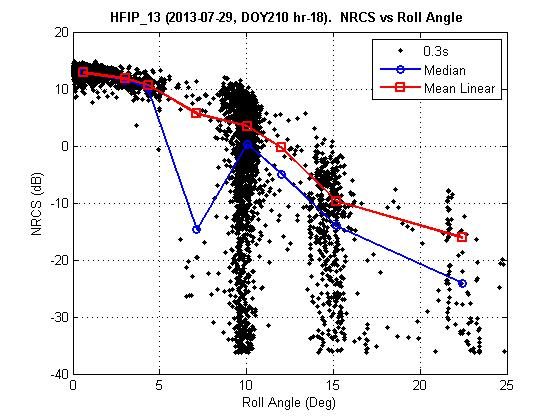 HFIP_13 (2013-07-29, DOY210 hr-18).  NRCS vs Roll Angle
0.3s
Median
Mean Linear
NRCS (dB)
20
10
0
-10
-20
-30
-40
0
5
10
15
20
25
Roll Angle (Deg)